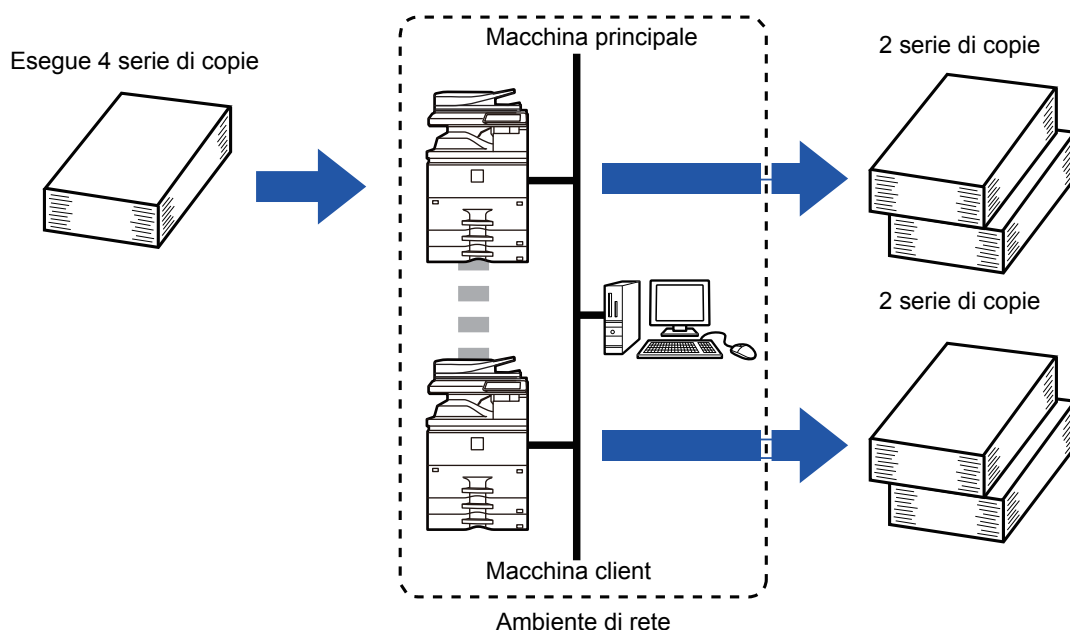 Esegue 4 serie di copie
Macchina principale
2 serie di copie
2 serie di copie
Macchina client
Ambiente di rete